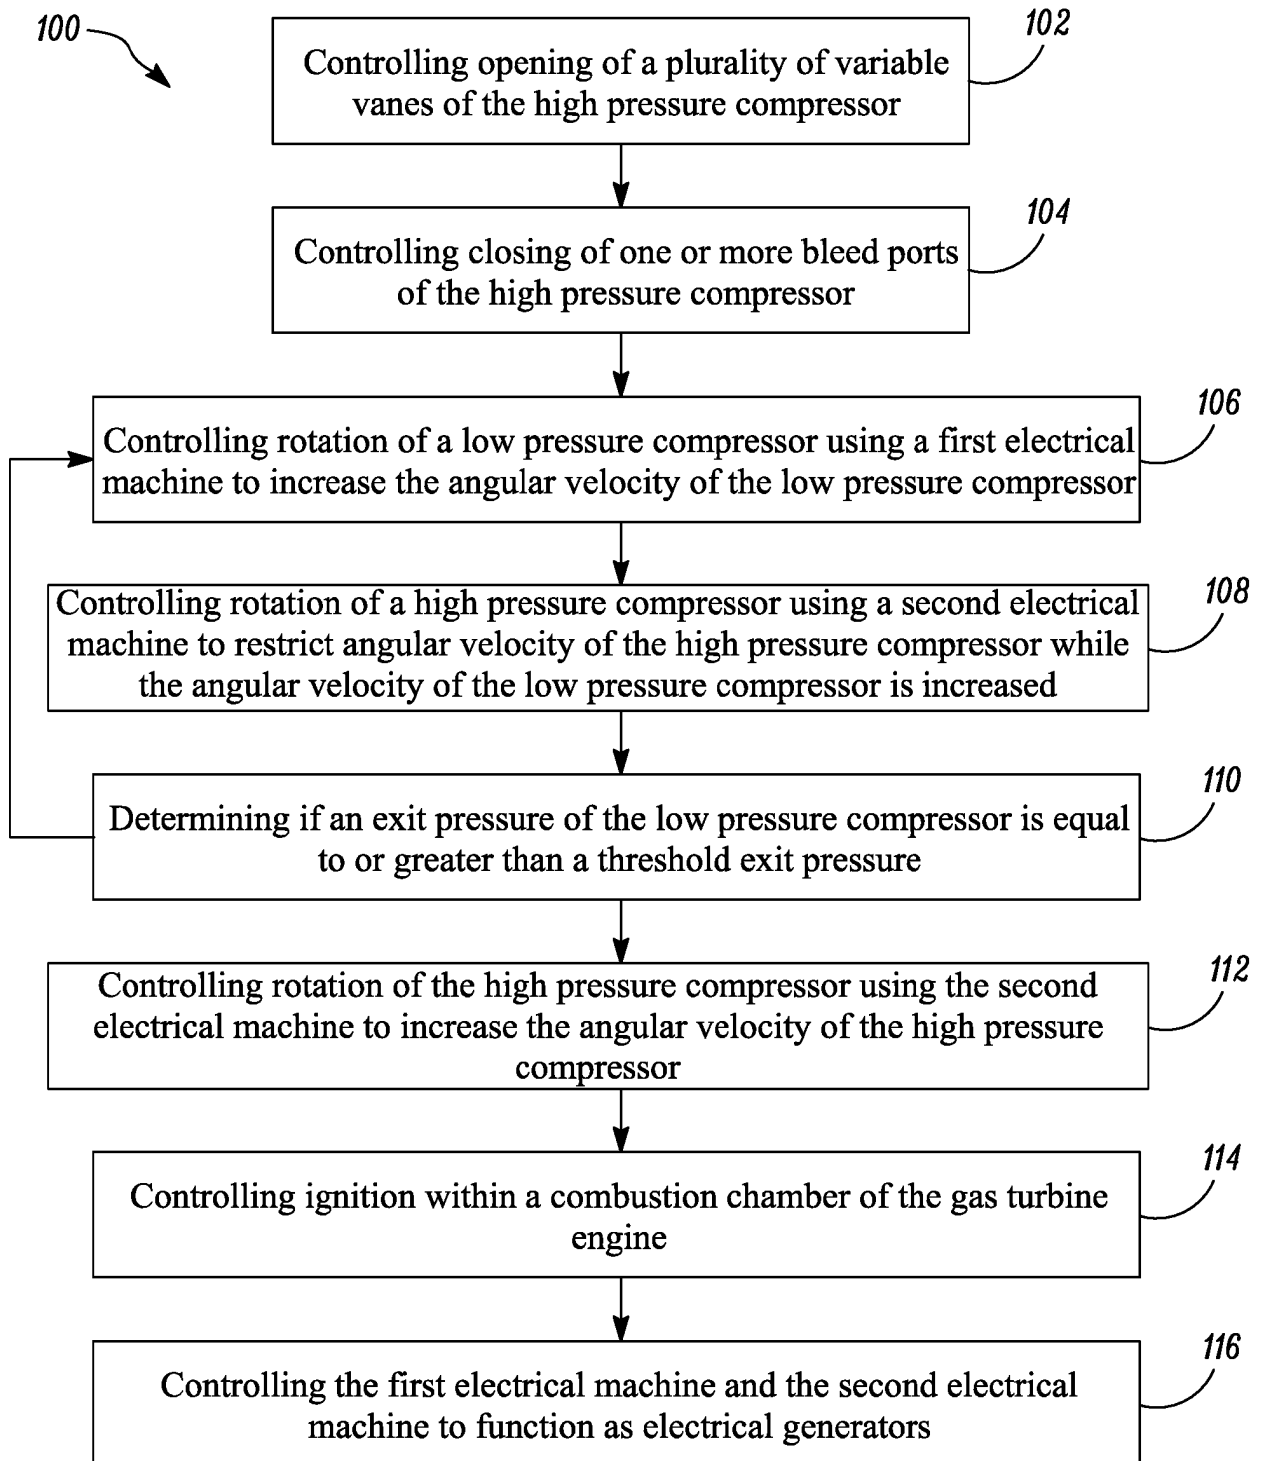 100
102
Controlling opening of a plurality of variable
vanes of the high pressure compressor
104
Controlling closing of one or more bleed ports
of the high pressure compressor
106
Controlling rotation of a low pressure compressor using a first electrical
machine to increase the angular velocity of the low pressure compressor
108
Controlling rotation of a high pressure compressor using a second electrical
machine to restrict angular velocity of the high pressure compressor while
the angular velocity of the low pressure compressor is increased
110
Determining if an exit pressure of the low pressure compressor is equal
to or greater than a threshold exit pressure
112
Controlling rotation of the high pressure compressor using the second
electrical machine to increase the angular velocity of the high pressure
compressor
114
Controlling ignition within a combustion chamber of the gas turbine
engine
116
Controlling the first electrical machine and the second electrical
machine to function as electrical generators